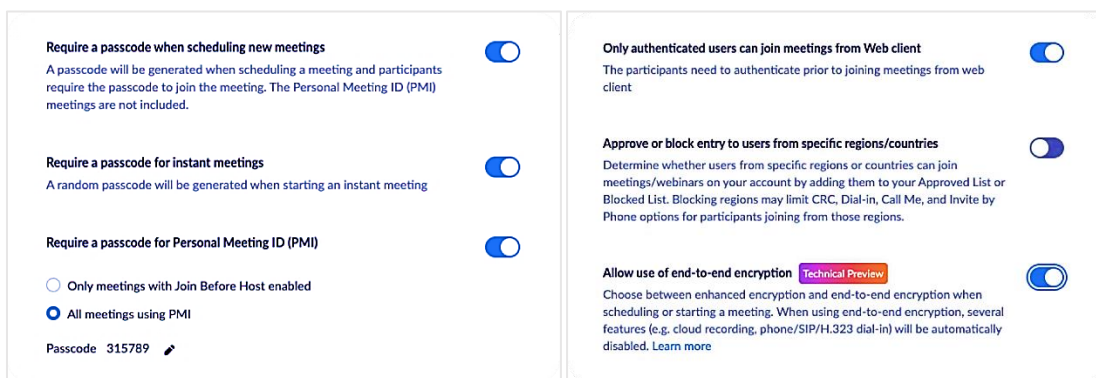 Require a passcode when scheduling new meetings
A passcode will be generated when scheduling a meeting and participants
require the passcode to join the meeting. The Personal Meeting ID (PMI)
meetings are not included.
Require a passcode for instant meetings
A random passcode will be generated when starting an instant meeting
Require a passcode for Personal Meeting ID (PMI)
Only meetings with Join Before Host enabled
All meetings using PMI
Passcode 315789
Only authenticated users can join meetings from Web client
The participants need to authenticate prior to joining meetings from web
client
Approve or block entry to users from specific regions/countries
Determine whether users from specific regions or countries can join
meetings/webinars on your account by adding them to your Approved List or
Blocked List. Blocking regions may limit CRC, Dial-in, Call Me, and Invite by
Phone options for participants joining from those regions.
Allow use of end-to-end encryption Technical Preview
Choose between enhanced encryption and end-to-end encryption when
scheduling or starting a meeting. When using end-to-end encryption, several
features (e.g. cloud recording, phone/SIP/H.323 dial-in) will be automatically
disabled. Learn more